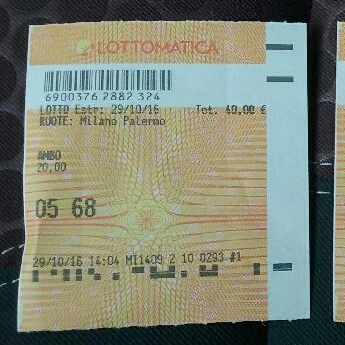 LOTTOMATICA
6900376 2882 324
LOTTO Estr: 29/10/16 Tot. 40,00 €
RUOTE: Milano Palermo
AMBO
20,00
05 68
29/10/16 14:04 MI1409 2 10 0293 #1